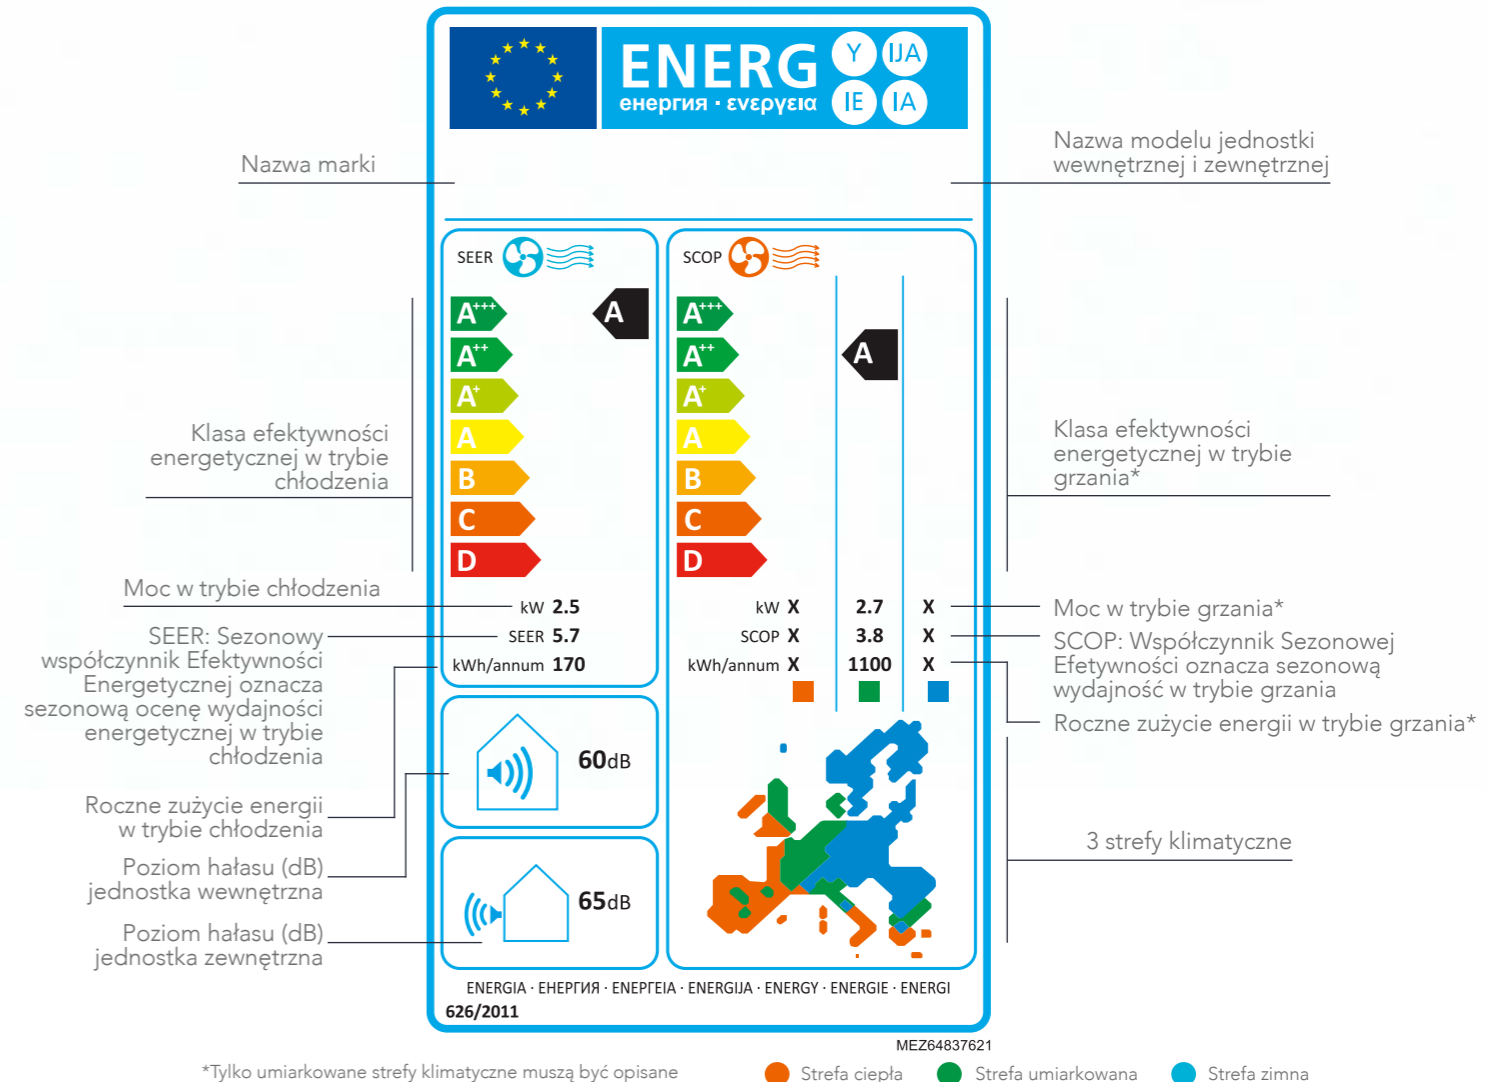 ENERG
Y
IJA
енергия · ενεργεια
IE
IA
Nazwa marki
Nazwa modelu jednostki
wewnętrznej i zewnętrznej
SEER
SCOP
A+++
A
A++
A+
A
B
C
D
A+++
A++
A
A+
A
B
C
D
Klasa efektywności
energetycznej w trybie
chłodzenia
Klasa efektywności
energetycznej w trybie
grzania*
Moc w trybie chłodzenia
kW 2.5
SEER 5.7
kWh/annum 170
kW X 2.7 X
SCOP X 3.8 X
kWh/annum X 1100 X
Moc w trybie grzania*
SCOP: Współczynnik Sezonowej
Efetywności oznacza sezonową
wydajność w trybie grzania
Roczne zużycie energii w trybie grzania*
SEER: Sezonowy
współczynnik Efektywności
Energetycznej oznacza
sezonową ocenę wydajności
energetycznej w trybie
chłodzenia
60dB
Roczne zużycie energii
w trybie chłodzenia
3 strefy klimatyczne
Poziom hałasu (dB)
jednostka wewnętrzna
65dB
Poziom hałasu (dB)
jednostka zewnętrzna
ENERGIA · ЕНЕРГИЯ · ΕΝΕΡΓΕΙΑ · ENERGIJA · ENERGY · ENERGIE · ENERGI
626/2011
MEZ64837621
*Tylko umiarkowane strefy klimatyczne muszą być opisane
Strefa ciepła
Strefa umiarkowana
Strefa zimna